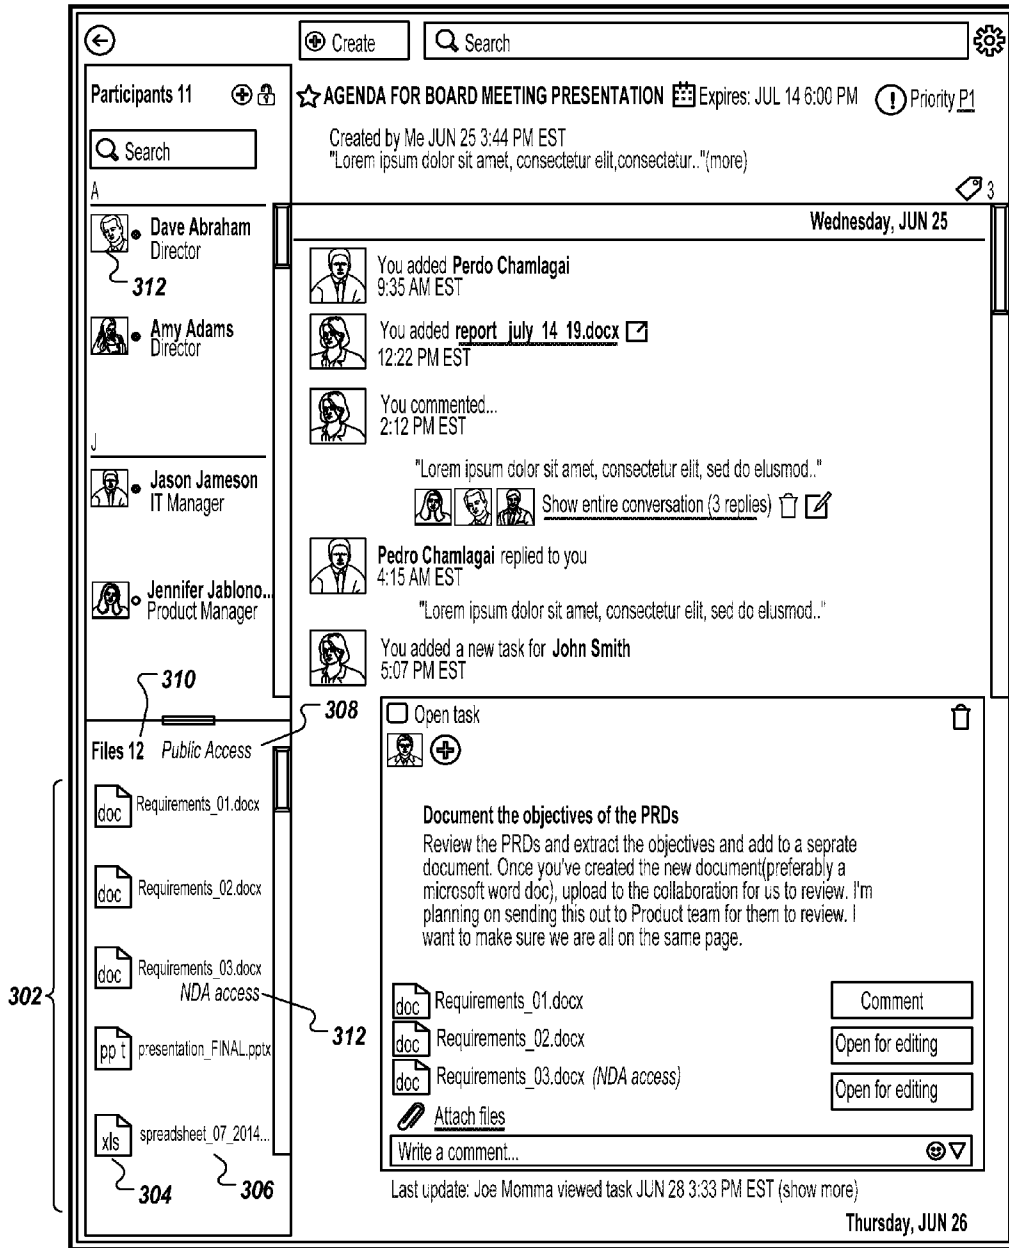 Create
Search
Participants 11
Search
A
Dave Abraham
Director
312
Amy Adams
Director
J
Jason Jameson
IT Manager
Jennifer Jablono...
Product Manager
310
308
Files 12 Public Access
302
doc Requirements_01.docx
doc Requirements_02.docx
doc Requirements_03.docx
NDA access
312
pp t presentation_FINAL.pptx
xls spreadsheet_07_2014...
304
306
AGENDA FOR BOARD MEETING PRESENTATION Expires: JUL 14 6:00 PM ! Priority P1
Created by Me JUN 25 3:44 PM EST
"Lorem ipsum dolor sit amet, consectetur elit,consectetur.."(more)
3
Wednesday, JUN 25
You added Perdo Chamlagai
9:35 AM EST
You added report_july_14_19.docx
12:22 PM EST
You commented...
2:12 PM EST
"Lorem ipsum dolor sit amet, consectetur elit, sed do elusmod.."
Show entire conversation (3 replies)
Pedro Chamlagai replied to you
4:15 AM EST
"Lorem ipsum dolor sit amet, consectetur elit, sed do elusmod.."
You added a new task for John Smith
5:07 PM EST
Open task
Document the objectives of the PRDs
Review the PRDs and extract the objectives and add to a seprate
document. Once you've created the new document(preferably a
microsoft word doc), upload to the collaboration for us to review. I'm
planning on sending this out to Product team for them to review. I
want to make sure we are all on the same page.
doc Requirements_01.docx Comment
doc Requirements_02.docx Open for editing
doc Requirements_03.docx (NDA access) Open for editing
Attach files
Write a comment...
Last update: Joe Momma viewed task JUN 28 3:33 PM EST (show more)
Thursday, JUN 26